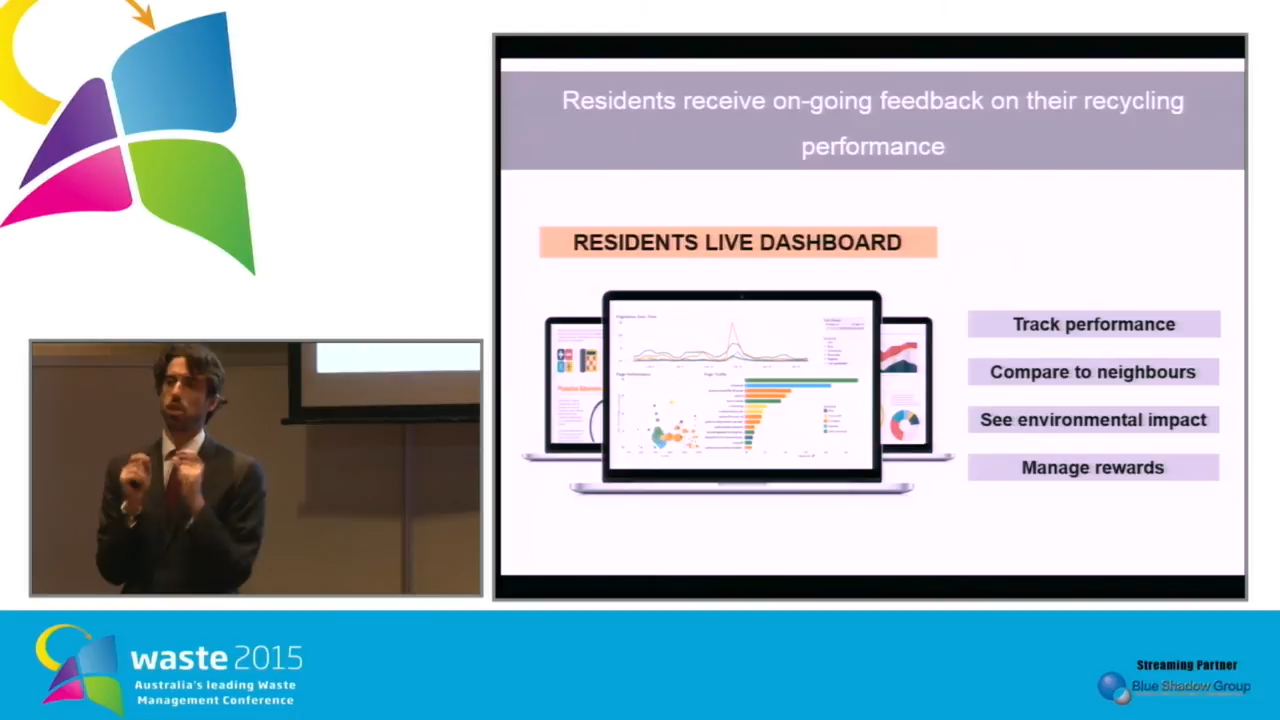 Residents receive on-going feedback on their recycling
performance
RESIDENTS LIVE DASHBOARD
Track performance
Compare to neighbours
See environmental impact
Manage rewards
waste 2015
Australia's leading Waste
Management Conference
Streaming Partner
Blue Shadow Group